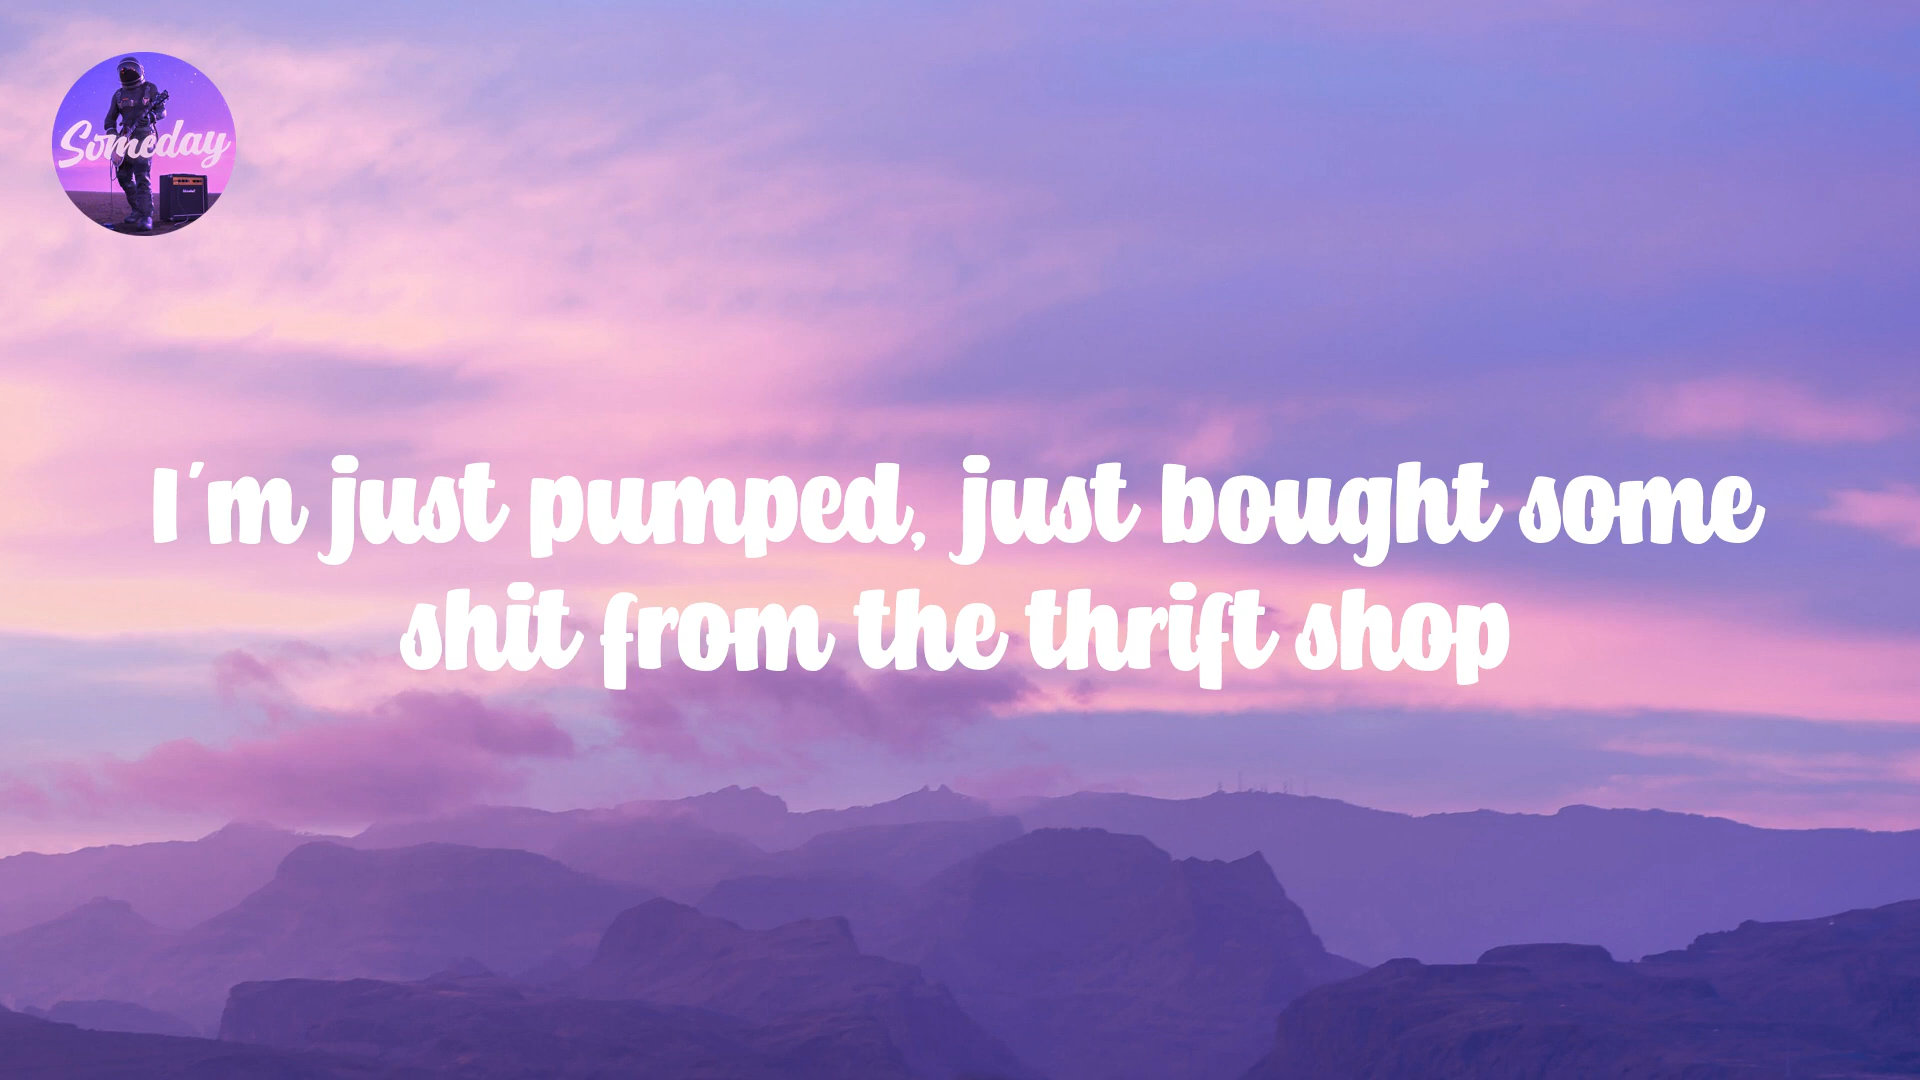 Someday
I'm just pumped, just bought some
shit from the thrift shop